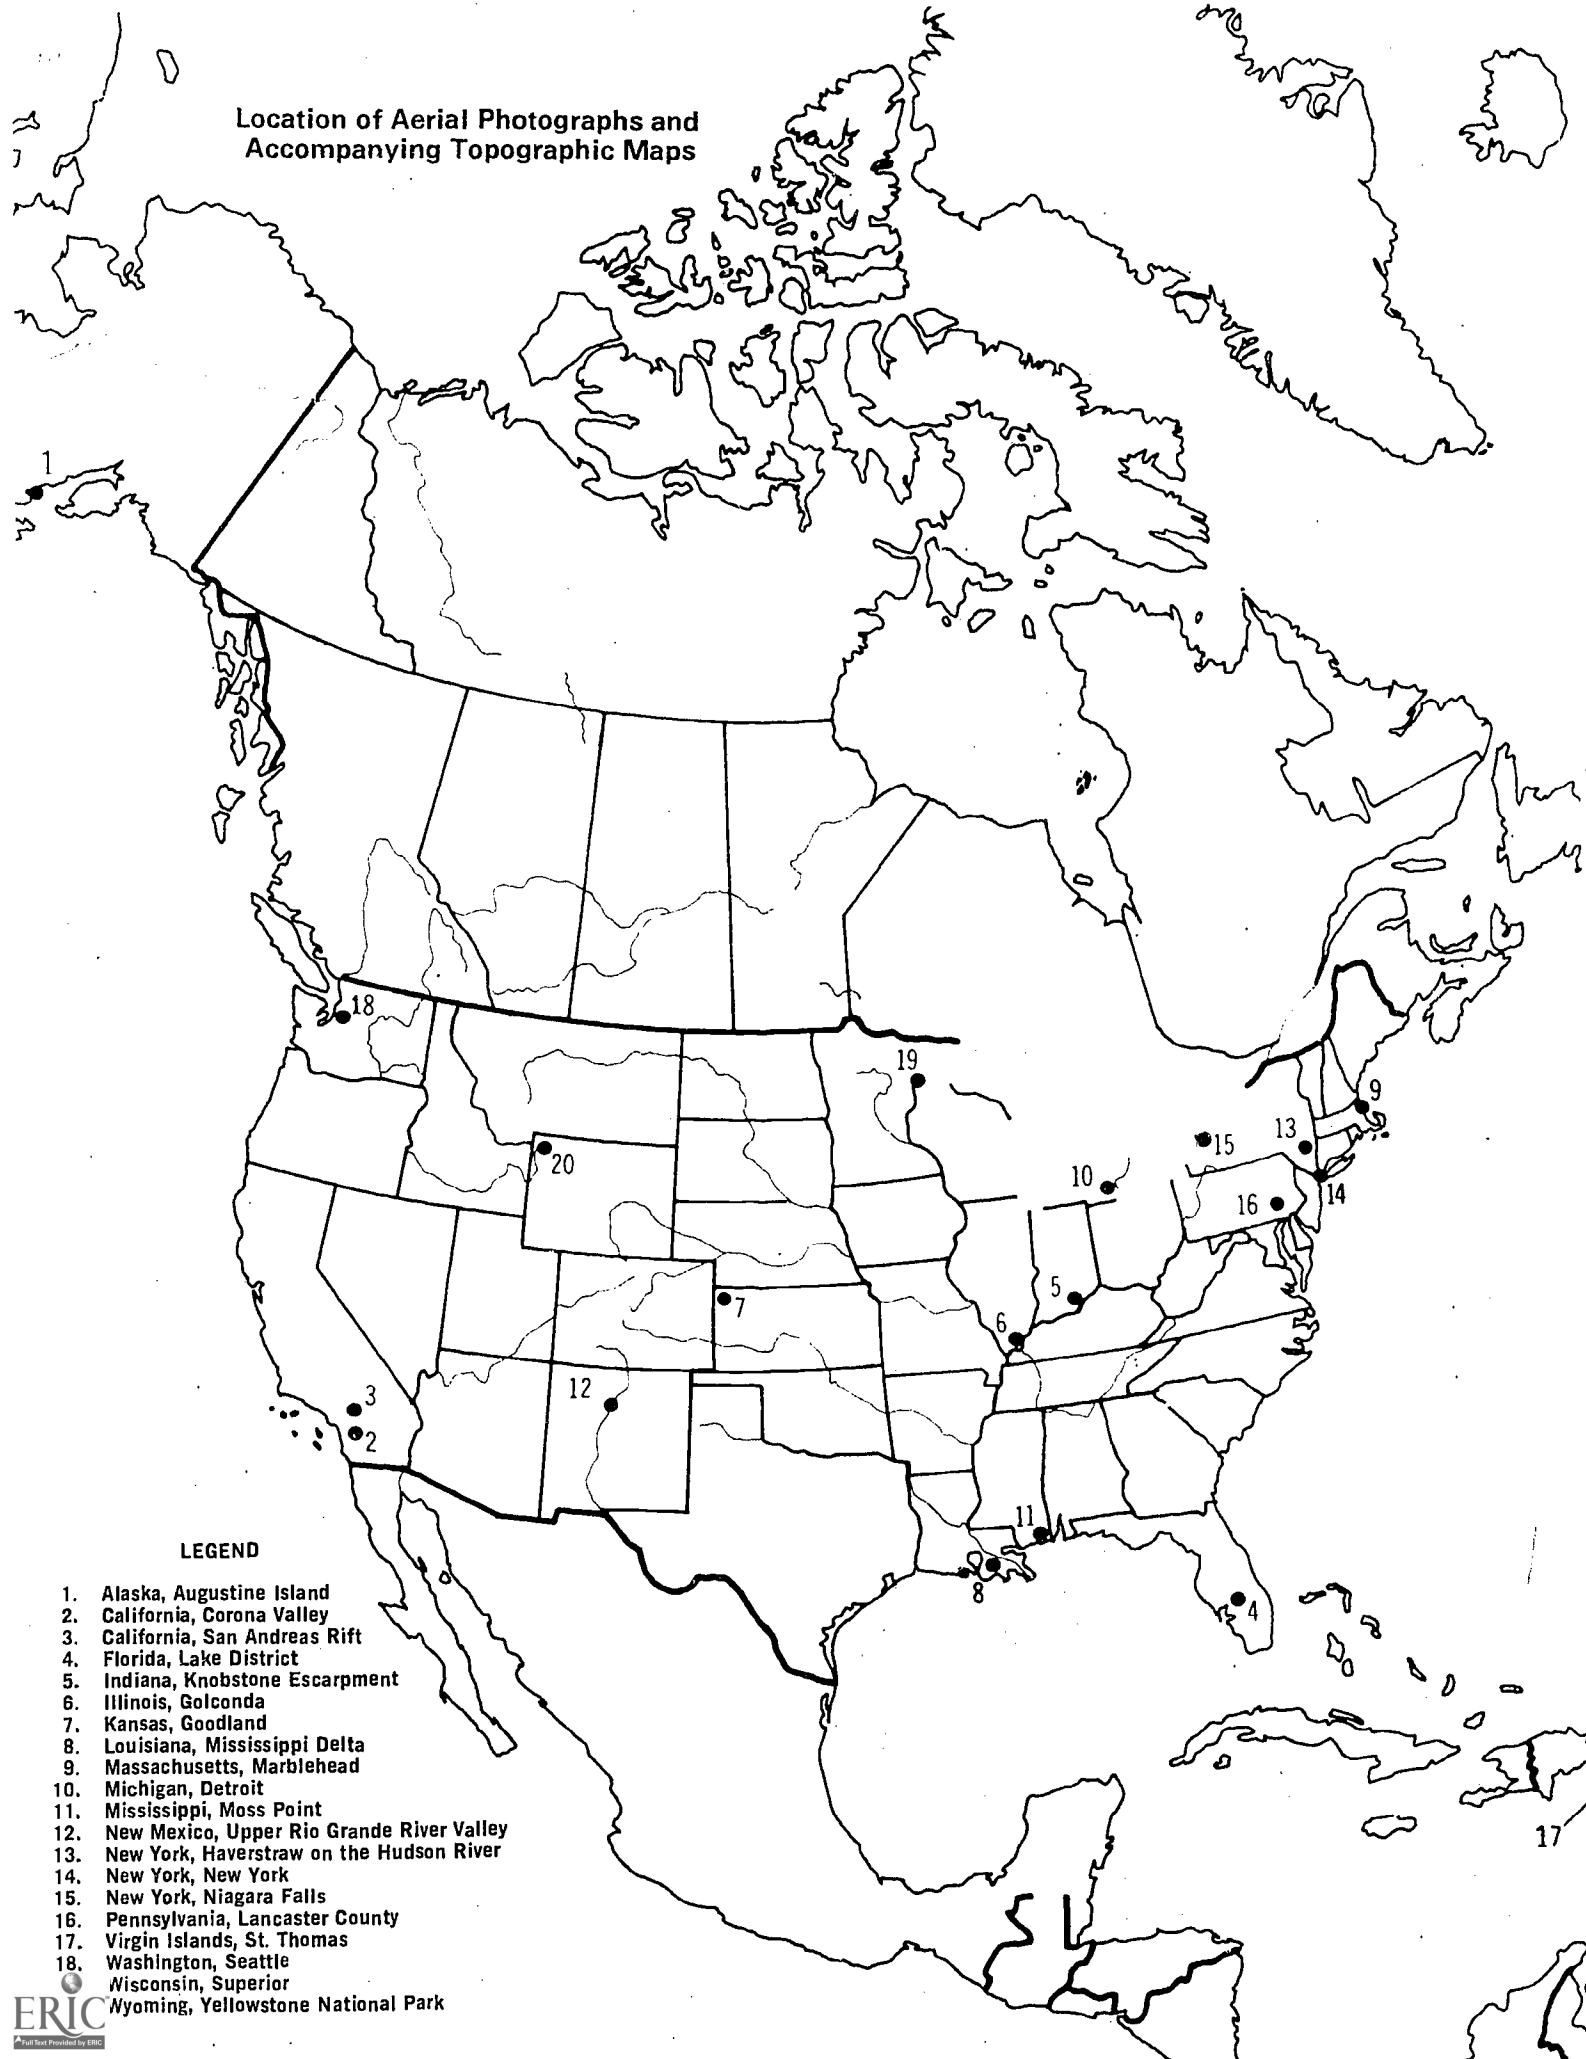 Location of Aerial Photographs and
Accompanying Topographic Maps
1
18
19
9
20
15
13
10
14
16
7
5
6
12
3
2
11
8
4
17
LEGEND
1. Alaska, Augustine Island
2. California, Corona Valley
3. California, San Andreas Rift
4. Florida, Lake District
5. Indiana, Knobstone Escarpment
6. Illinois, Golconda
7. Kansas, Goodland
8. Louisiana, Mississippi Delta
9. Massachusetts, Marblehead
10. Michigan, Detroit
11. Mississippi, Moss Point
12. New Mexico, Upper Rio Grande River Valley
13. New York, Haverstraw on the Hudson River
14. New York, New York
15. New York, Niagara Falls
16. Pennsylvania, Lancaster County
17. Virgin Islands, St. Thomas
18. Washington, Seattle
Wisconsin, Superior
Wyoming, Yellowstone National Park
ERIC
Full Text Provided by ERIC